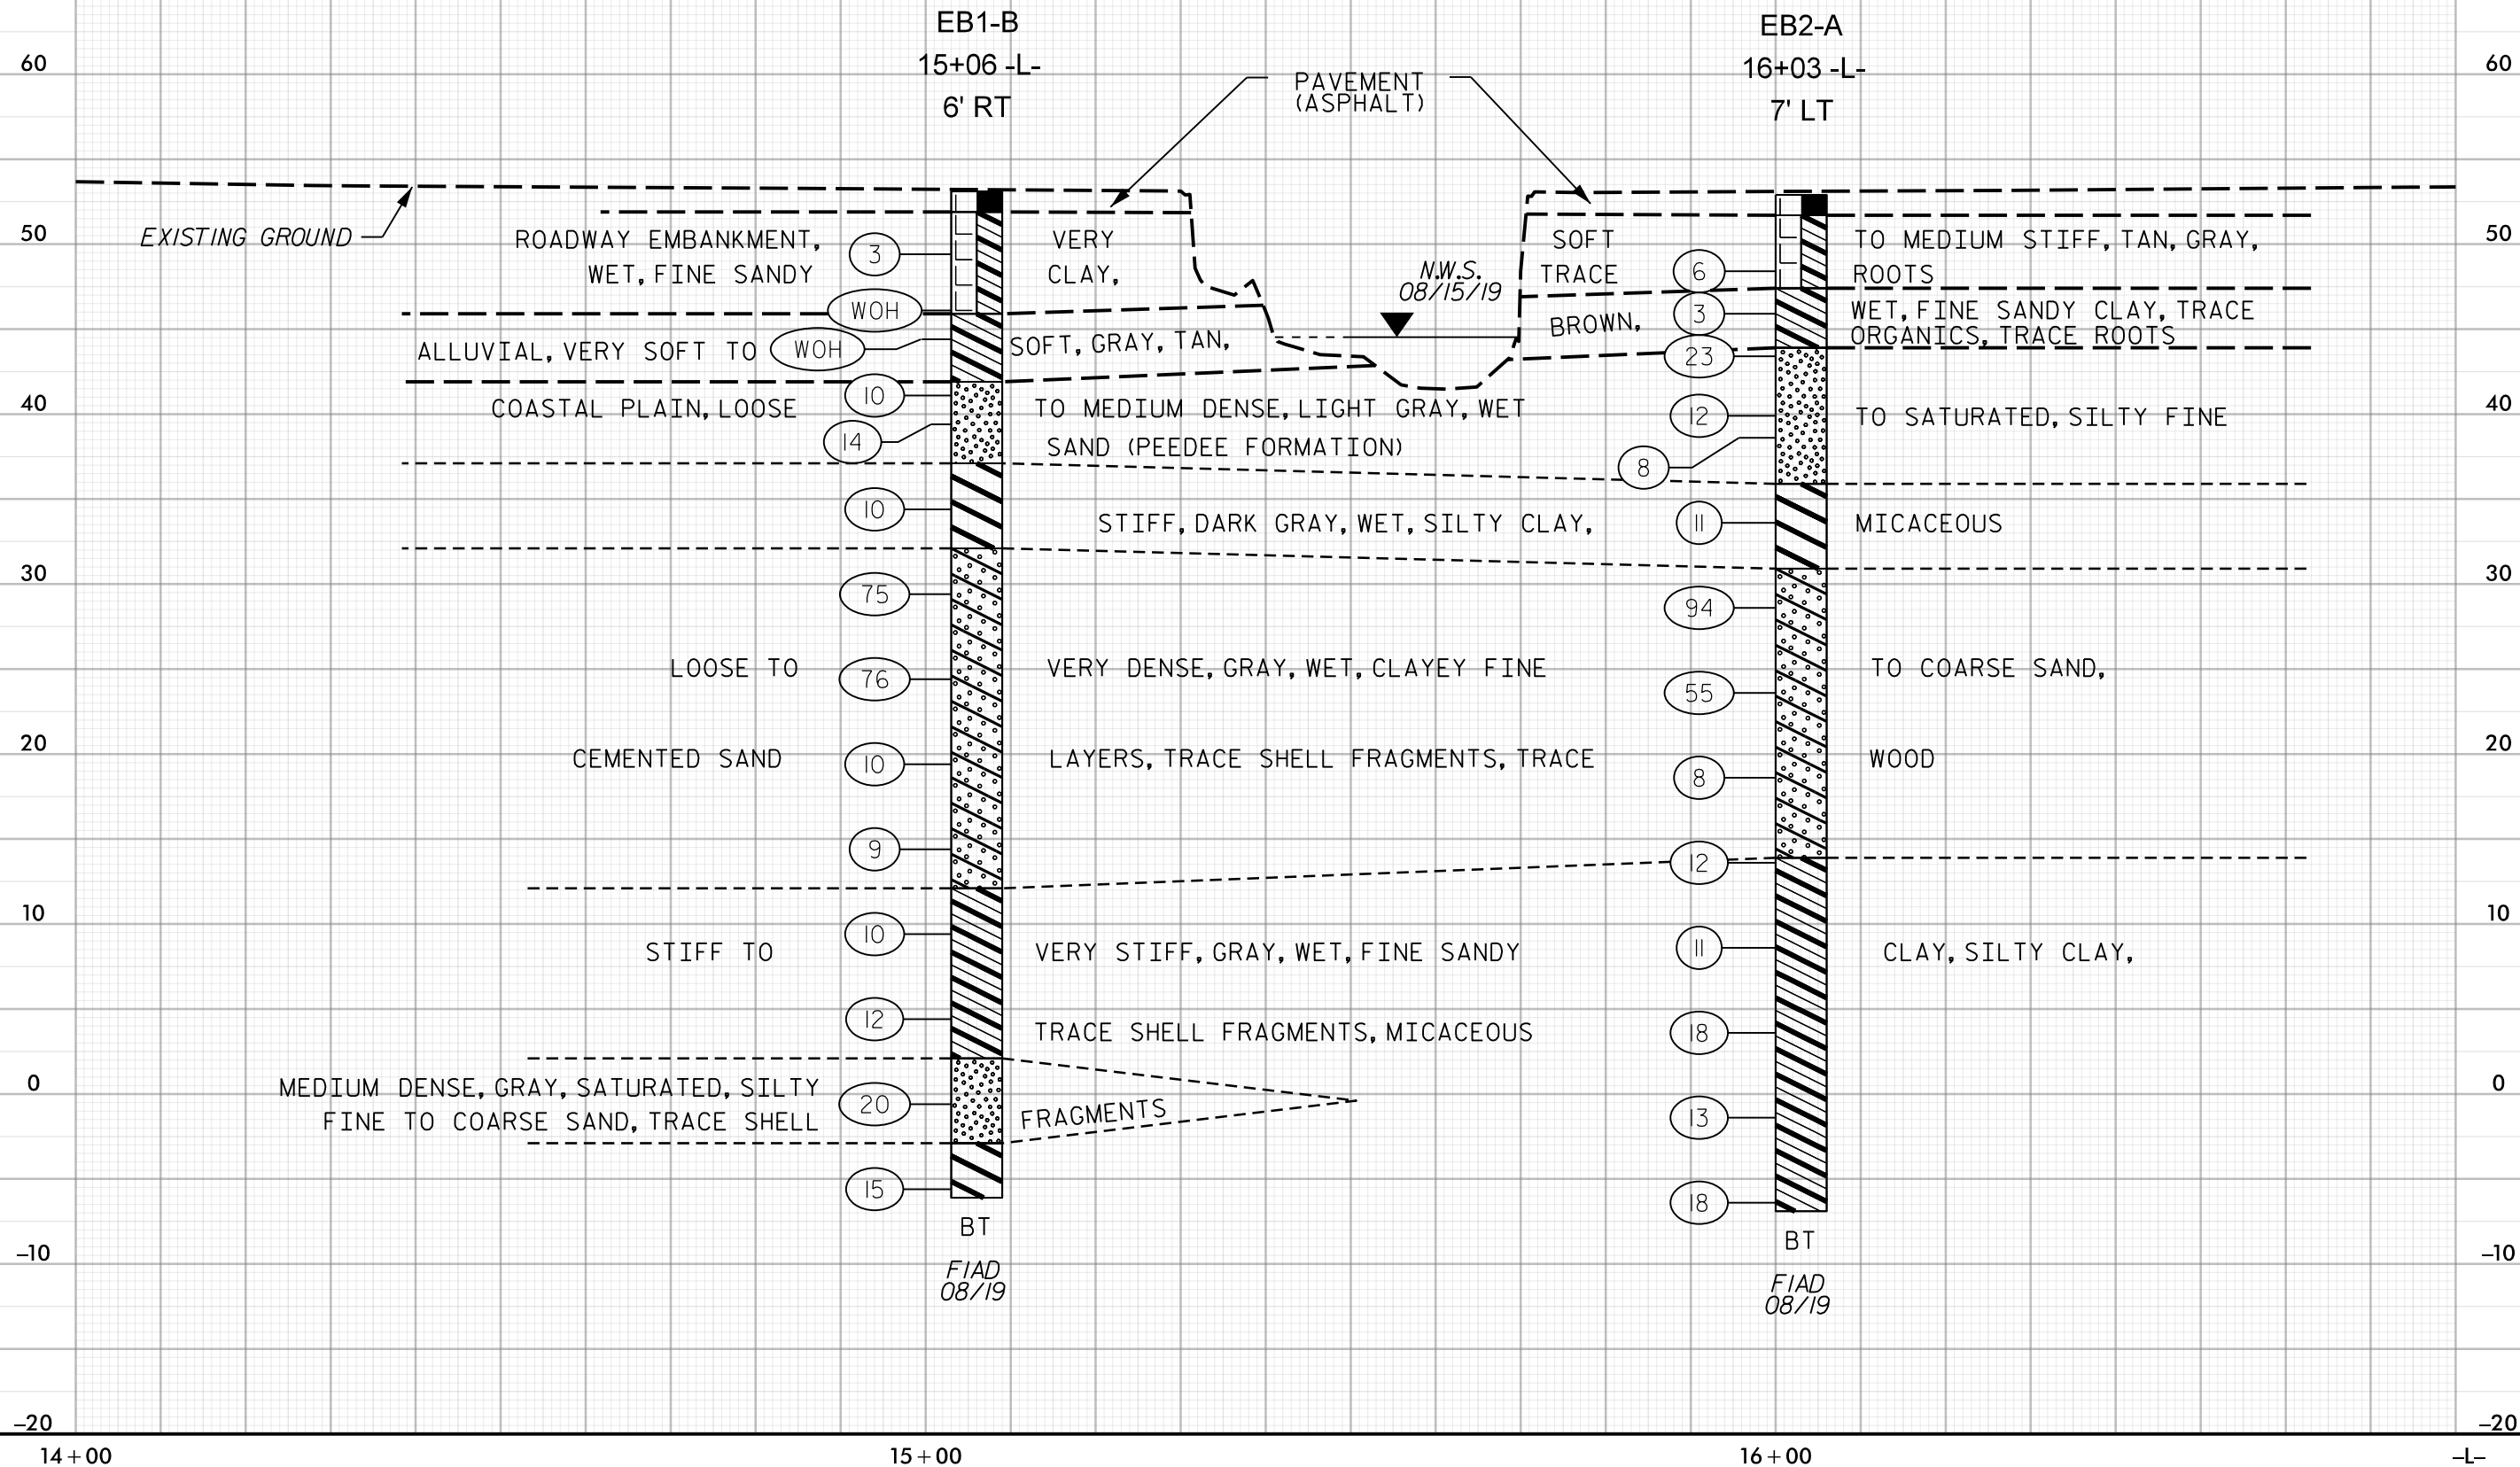 EB1-B
EB2-A
15+06 -L-
16+03 -L-
6' RT
7' LT
60
60
PAVEMENT
(ASPHALT)
EXISTING GROUND
50
50
ROADWAY EMBANKMENT, VERY SOFT TO MEDIUM STIFF, TAN, GRAY,
3
WET, FINE SANDY CLAY, TRACE ROOTS
6
N.W.S.
08/15/19
WOH
3
BROWN, WET, FINE SANDY CLAY, TRACE
ORGANICS, TRACE ROOTS
ALLUVIAL, VERY SOFT TO WOH SOFT, GRAY, TAN,
23
10
40
40
COASTAL PLAIN, LOOSE TO MEDIUM DENSE, LIGHT GRAY, WET TO SATURATED, SILTY FINE
12
14
SAND (PEEDEE FORMATION)
8
10
STIFF, DARK GRAY, WET, SILTY CLAY, 11 MICACEOUS
30
30
75
94
LOOSE TO VERY DENSE, GRAY, WET, CLAYEY FINE TO COARSE SAND,
76
55
20
20
CEMENTED SAND LAYERS, TRACE SHELL FRAGMENTS, TRACE WOOD
10
8
9
12
10
10
10
11
STIFF TO VERY STIFF, GRAY, WET, FINE SANDY CLAY, SILTY CLAY,
12
18
TRACE SHELL FRAGMENTS, MICACEOUS
0
0
MEDIUM DENSE, GRAY, SATURATED, SILTY
20
13
FINE TO COARSE SAND, TRACE SHELL FRAGMENTS
15
18
BT
BT
-10
-10
FIAD
08/19
FIAD
08/19
-20
-20
14+00
15+00
16+00
-L-